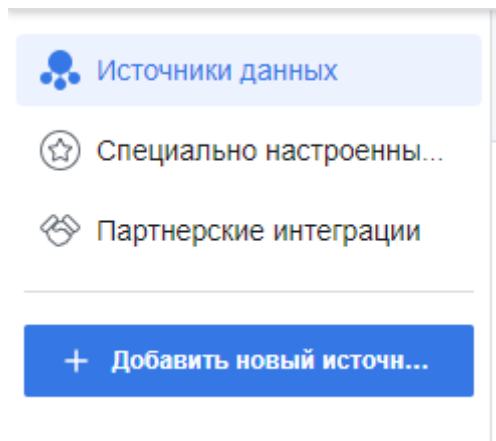 Источники данных
Специально настроенны...
Партнерские интеграции
+ Добавить новый источн...